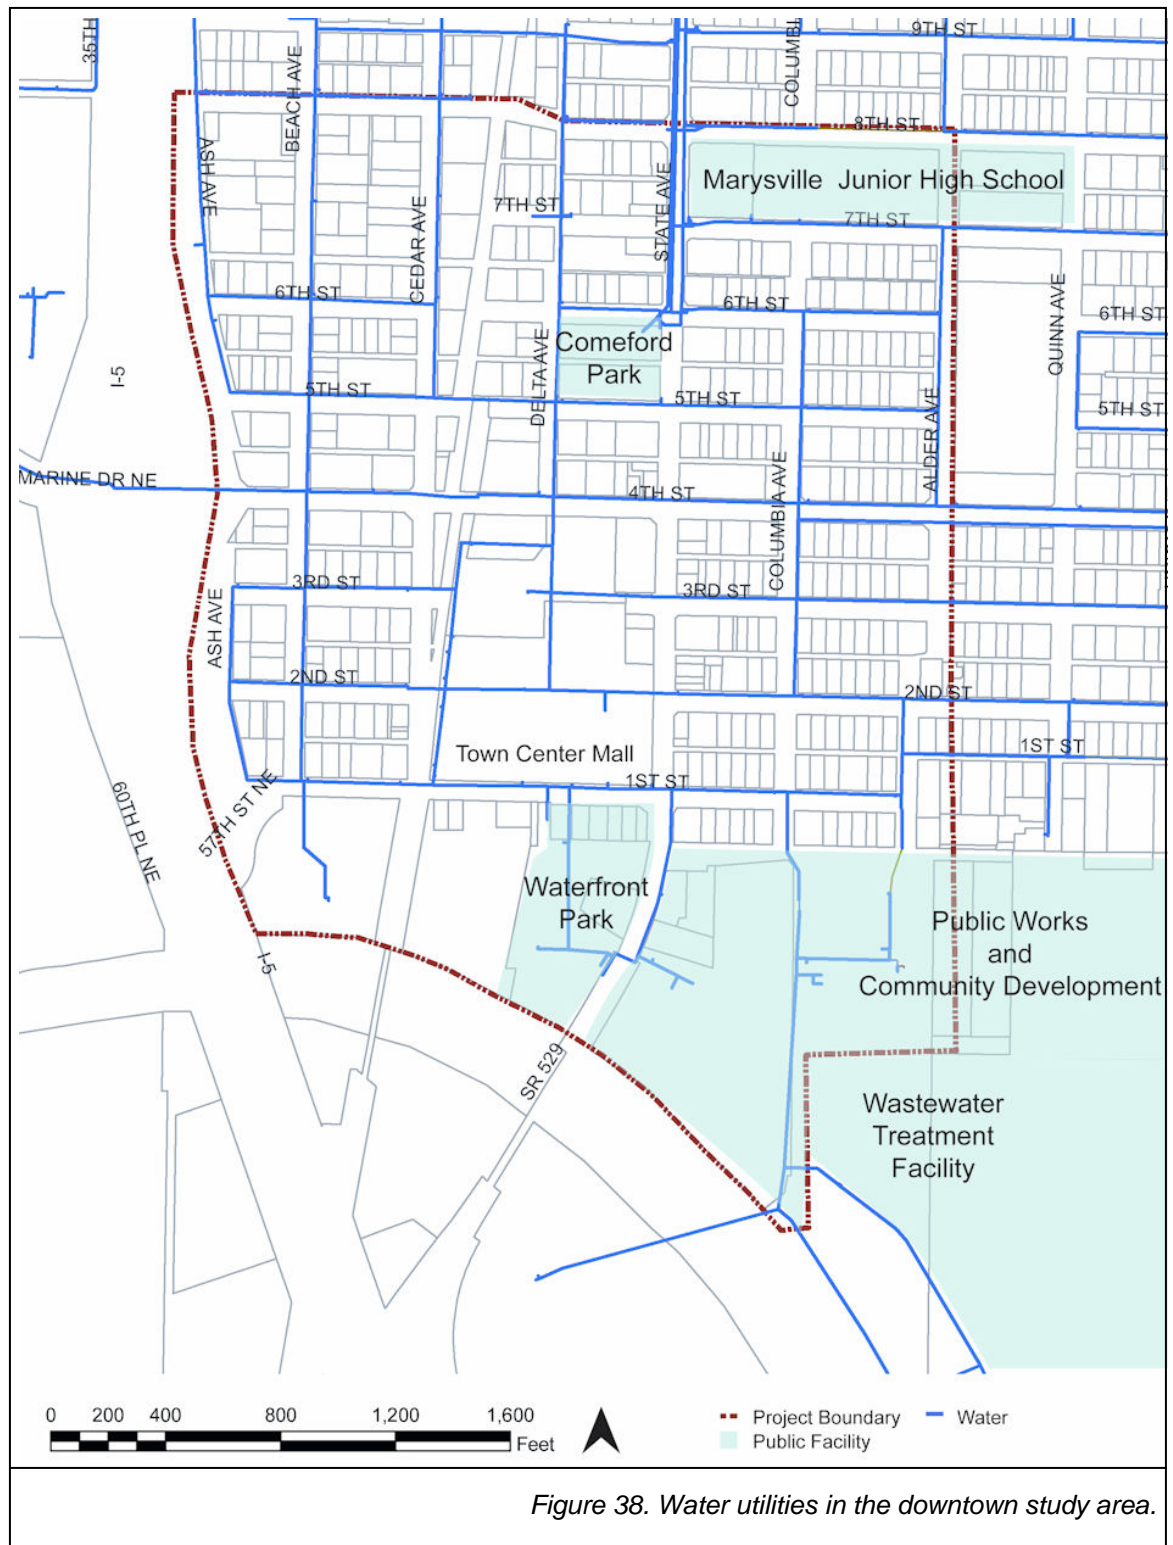 35TH
BEACH AVE
COLUMBI
9TH ST
8TH ST
ASH AVE
Marysville Junior High School
7TH ST
7TH ST
STATE AVE
CEDAR AVE
6TH ST
6TH ST
QUINN AVE
6TH ST
Comeford
Park
I-5
DELTA AVE
5TH ST
5TH ST
5TH ST
ALDER AVE
MARINE DR NE
4TH ST
COLUMBIA AVE
3RD ST
3RD ST
ASH AVE
2ND ST
2ND ST
Town Center Mall
1ST ST
1ST ST
57TH ST NE
60TH PL NE
Waterfront
Park
Public Works
and
Community Development
I-5
SR 529
Wastewater
Treatment
Facility
0 200 400 800 1,200 1,600
Feet
Project Boundary
Water
Public Facility
Figure 38. Water utilities in the downtown study area.